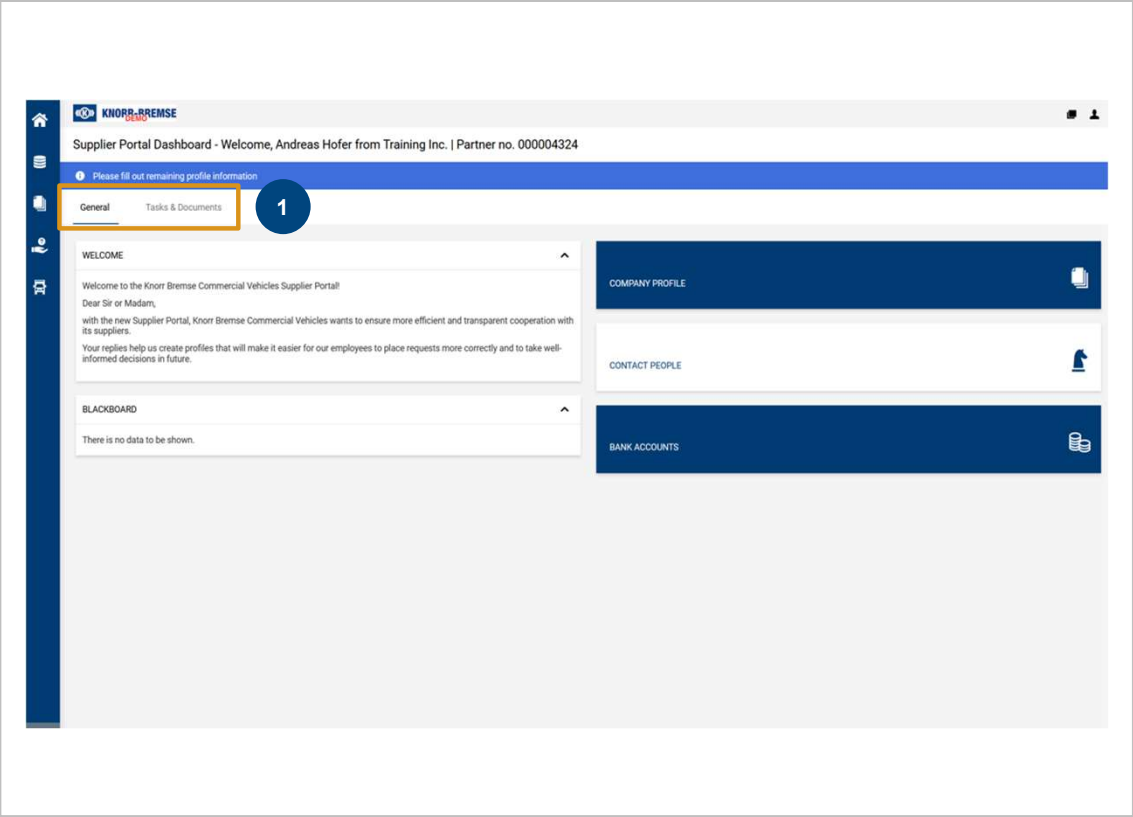 KNORR-BREMSE
DEMO
Supplier Portal Dashboard - Welcome, Andreas Hofer from Training Inc. | Partner no. 000004324
Please fill out remaining profile information
General Tasks & Documents
1
WELCOME
Welcome to the Knorr Bremse Commercial Vehicles Supplier Portal!
Dear Sir or Madam,
with the new Supplier Portal, Knorr Bremse Commercial Vehicles wants to ensure more efficient and transparent cooperation with
its suppliers.
Your replies help us create profiles that will make it easier for our employees to place requests more correctly and to take well-
informed decisions in future.
BLACKBOARD
There is no data to be shown.
COMPANY PROFILE
CONTACT PEOPLE
BANK ACCOUNTS